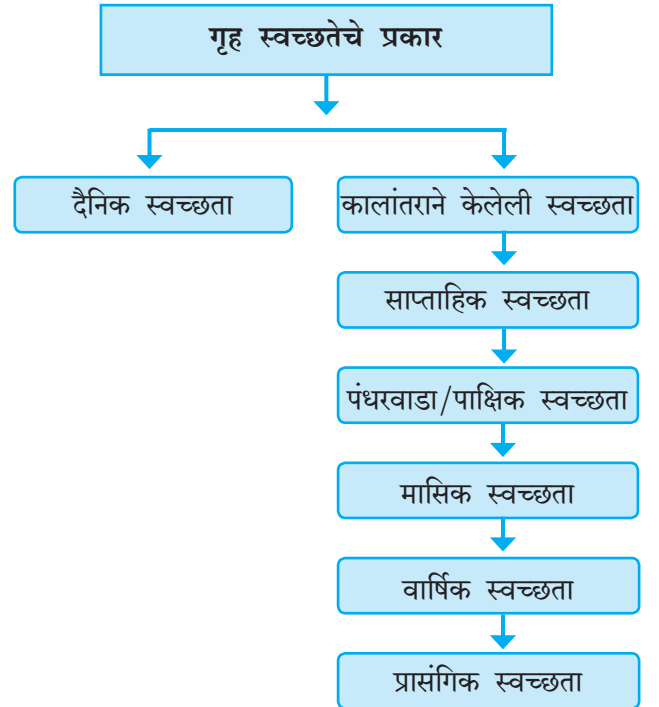 गृह स्वच्छतेचे प्रकार
दैनिक स्वच्छता
कालांतराने केलेली स्वच्छता
साप्ताहिक स्वच्छता
पंधरवाडा/पाक्षिक स्वच्छता
मासिक स्वच्छता
वार्षिक स्वच्छता
प्रासंगिक स्वच्छता